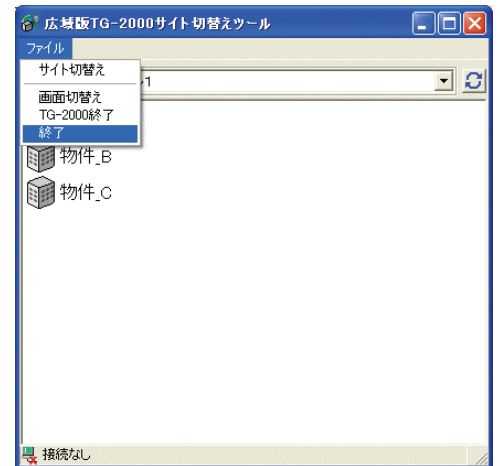 広域版TG-2000サイト切替えツール
ファイル
サイト切替え
画面切替え
TG-2000終了
終了
物件_B
物件_C
接続なし